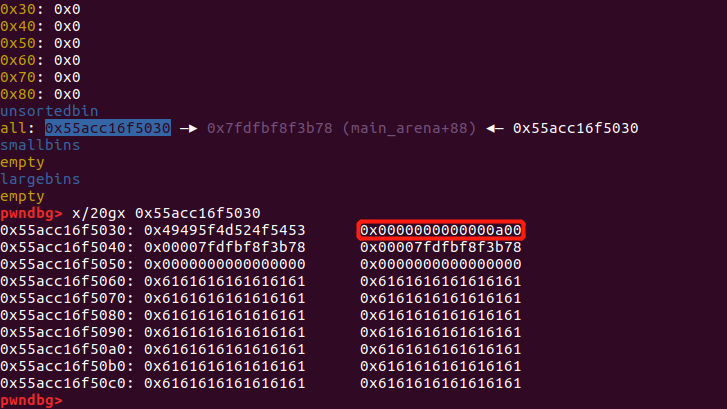 0x30: 0x0
0x40: 0x0
0x50: 0x0
0x60: 0x0
0x70: 0x0
0x80: 0x0
unsortedbin
all: 0x55acc16f5030 —▸ 0x7fdfbf8f3b78 (main_arena+88) ◂— 0x55acc16f5030
smallbins
empty
largebins
empty
pwndbg> x/20gx 0x55acc16f5030
0x55acc16f5030: 0x49495f4d524f5453 0x0000000000000a00
0x55acc16f5040: 0x00007fdfbf8f3b78 0x00007fdfbf8f3b78
0x55acc16f5050: 0x0000000000000000 0x0000000000000000
0x55acc16f5060: 0x6161616161616161 0x6161616161616161
0x55acc16f5070: 0x6161616161616161 0x6161616161616161
0x55acc16f5080: 0x6161616161616161 0x6161616161616161
0x55acc16f5090: 0x6161616161616161 0x6161616161616161
0x55acc16f50a0: 0x6161616161616161 0x6161616161616161
0x55acc16f50b0: 0x6161616161616161 0x6161616161616161
0x55acc16f50c0: 0x6161616161616161 0x6161616161616161
pwndbg>